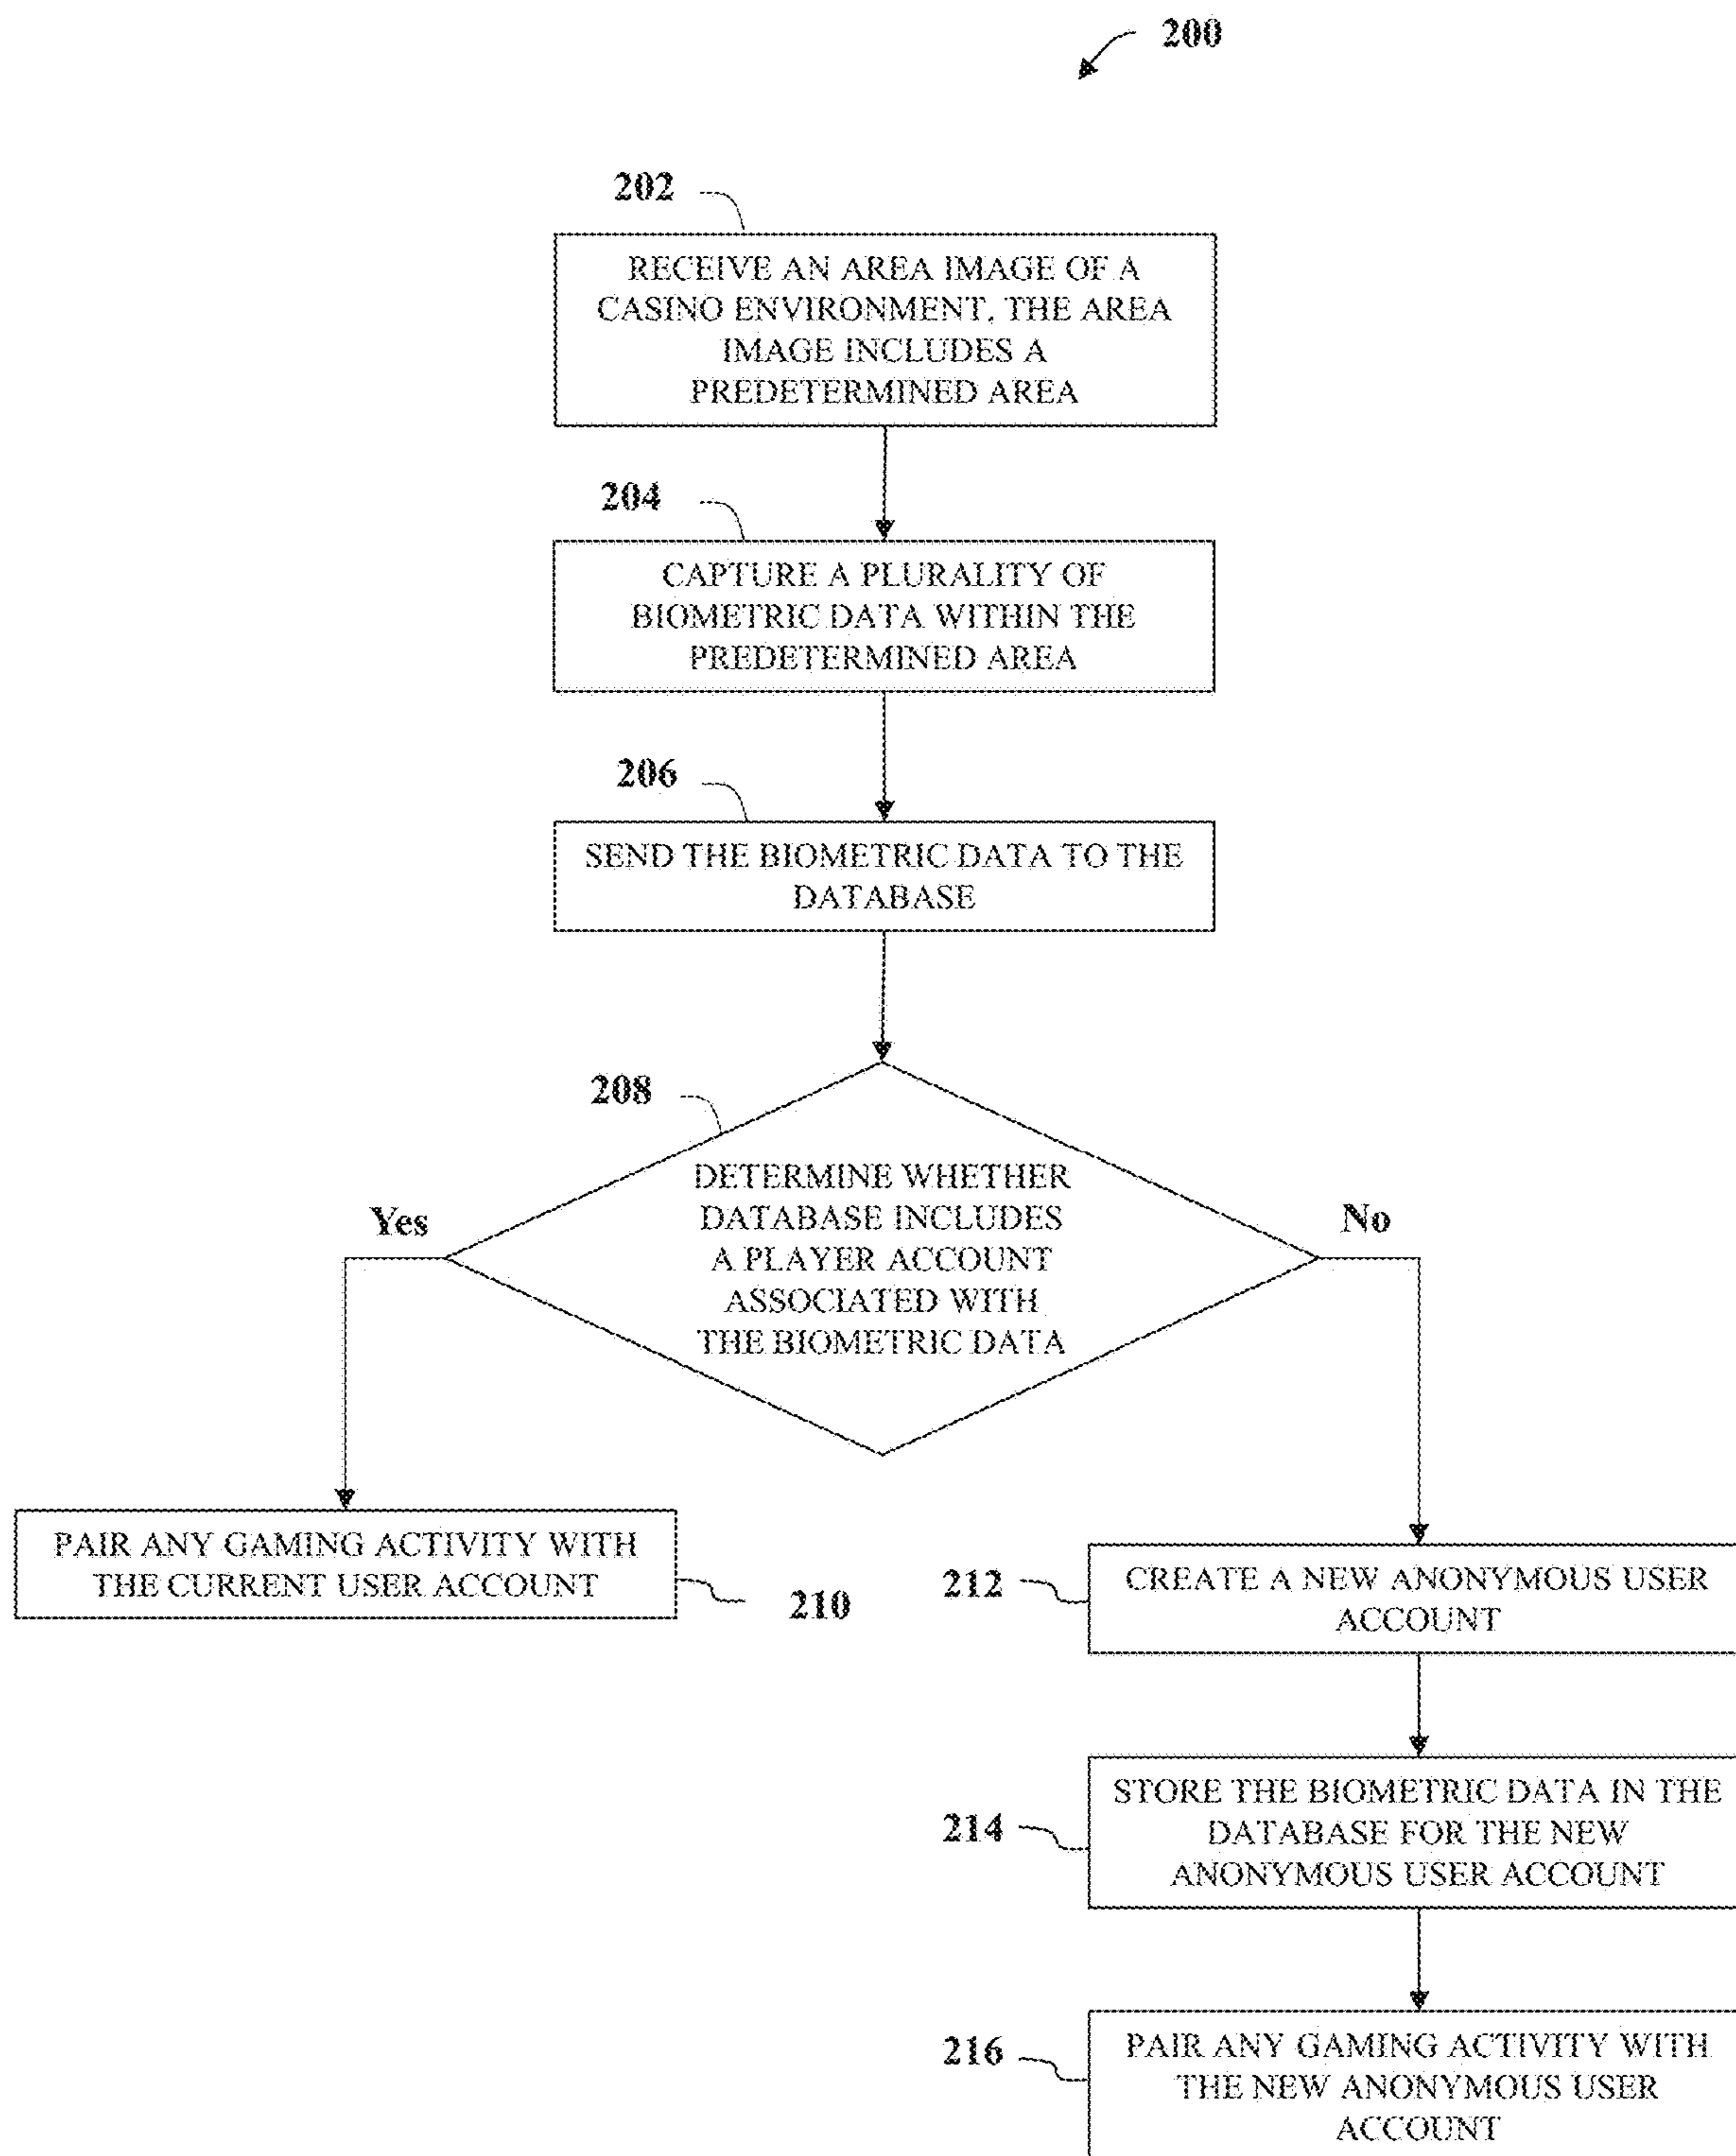 200
202
RECEIVE AN AREA IMAGE OF A
CASINO ENVIRONMENT, THE AREA
IMAGE INCLUDES A
PREDETERMINED AREA
204
CAPTURE A PLURALITY OF
BIOMETRIC DATA WITHIN THE
PREDETERMINED AREA
206
SEND THE BIOMETRIC DATA TO THE
DATABASE
208
DETERMINE WHETHER
DATABASE INCLUDES
A PLAYER ACCOUNT
ASSOCIATED WITH
THE BIOMETRIC DATA
Yes
No
PAIR ANY GAMING ACTIVITY WITH
THE CURRENT USER ACCOUNT
210
212
CREATE A NEW ANONYMOUS USER
ACCOUNT
214
STORE THE BIOMETRIC DATA IN THE
DATABASE FOR THE NEW
ANONYMOUS USER ACCOUNT
216
PAIR ANY GAMING ACTIVITY WITH
THE NEW ANONYMOUS USER
ACCOUNT